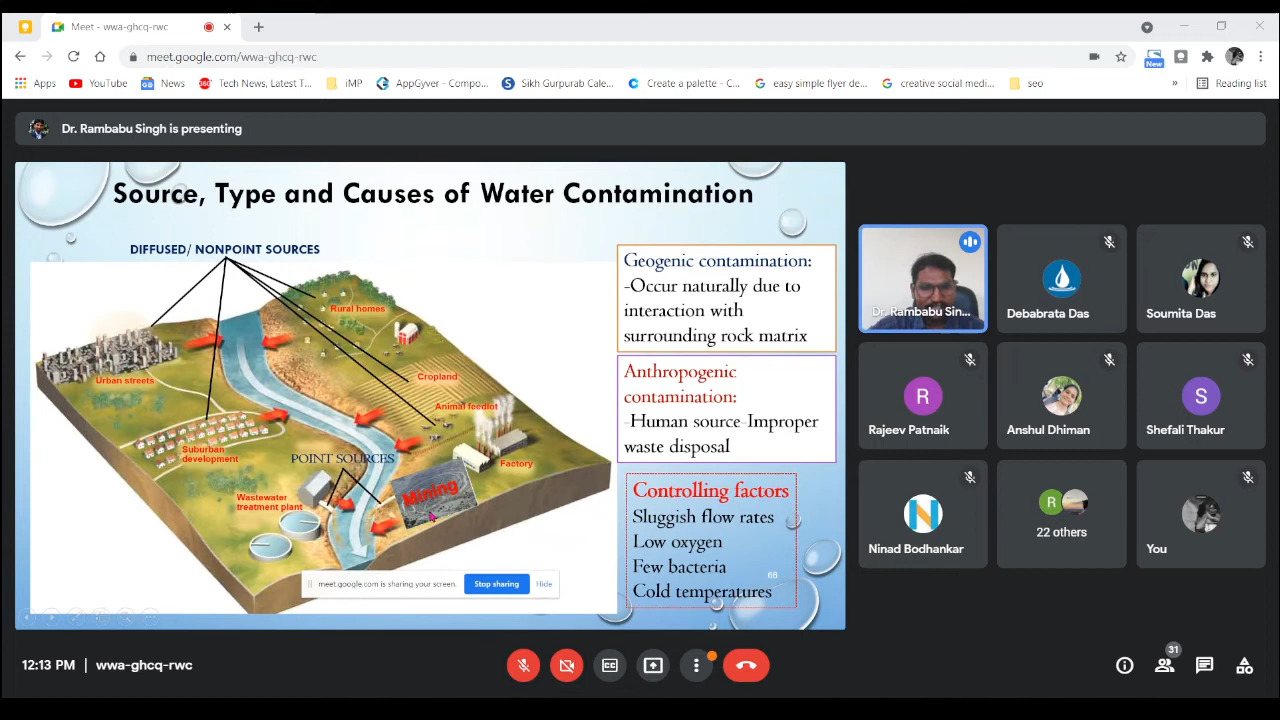 Meet - wwa-ghcq-rwc
meet.google.com/wwa-ghcq-rwc
New
Apps
YouTube
News
Tech News, Latest T...
iMP
AppGyver - Compo...
Sikh Gurpurab Cale...
Create a palette - C...
easy simple flyer de...
creative social medi...
seo
»
Reading list
Dr. Rambabu Singh is presenting
Source, Type and Causes of Water Contamination
DIFFUSED/ NONPOINT SOURCES
Rural homes
Urban streets
Cropland
Animal feedlot
Suburban
development
POINT SOURCES
Factory
Wastewater
treatment plant
Mining
Geogenic contamination:
-Occur naturally due to
interaction with
surrounding rock matrix
Anthropogenic
contamination:
-Human source-Improper
waste disposal
Controlling factors
Sluggish flow rates
Low oxygen
Few bacteria
Cold temperatures
68
meet.google.com is sharing your screen.
Stop sharing
Hide
Dr. Rambabu Sin...
Debabrata Das
Soumita Das
R
Rajeev Patnaik
Anshul Dhiman
S
Shefali Thakur
N
Ninad Bodhankar
R
22 others
You
12:13 PM | wwa-ghcq-rwc
CC
31